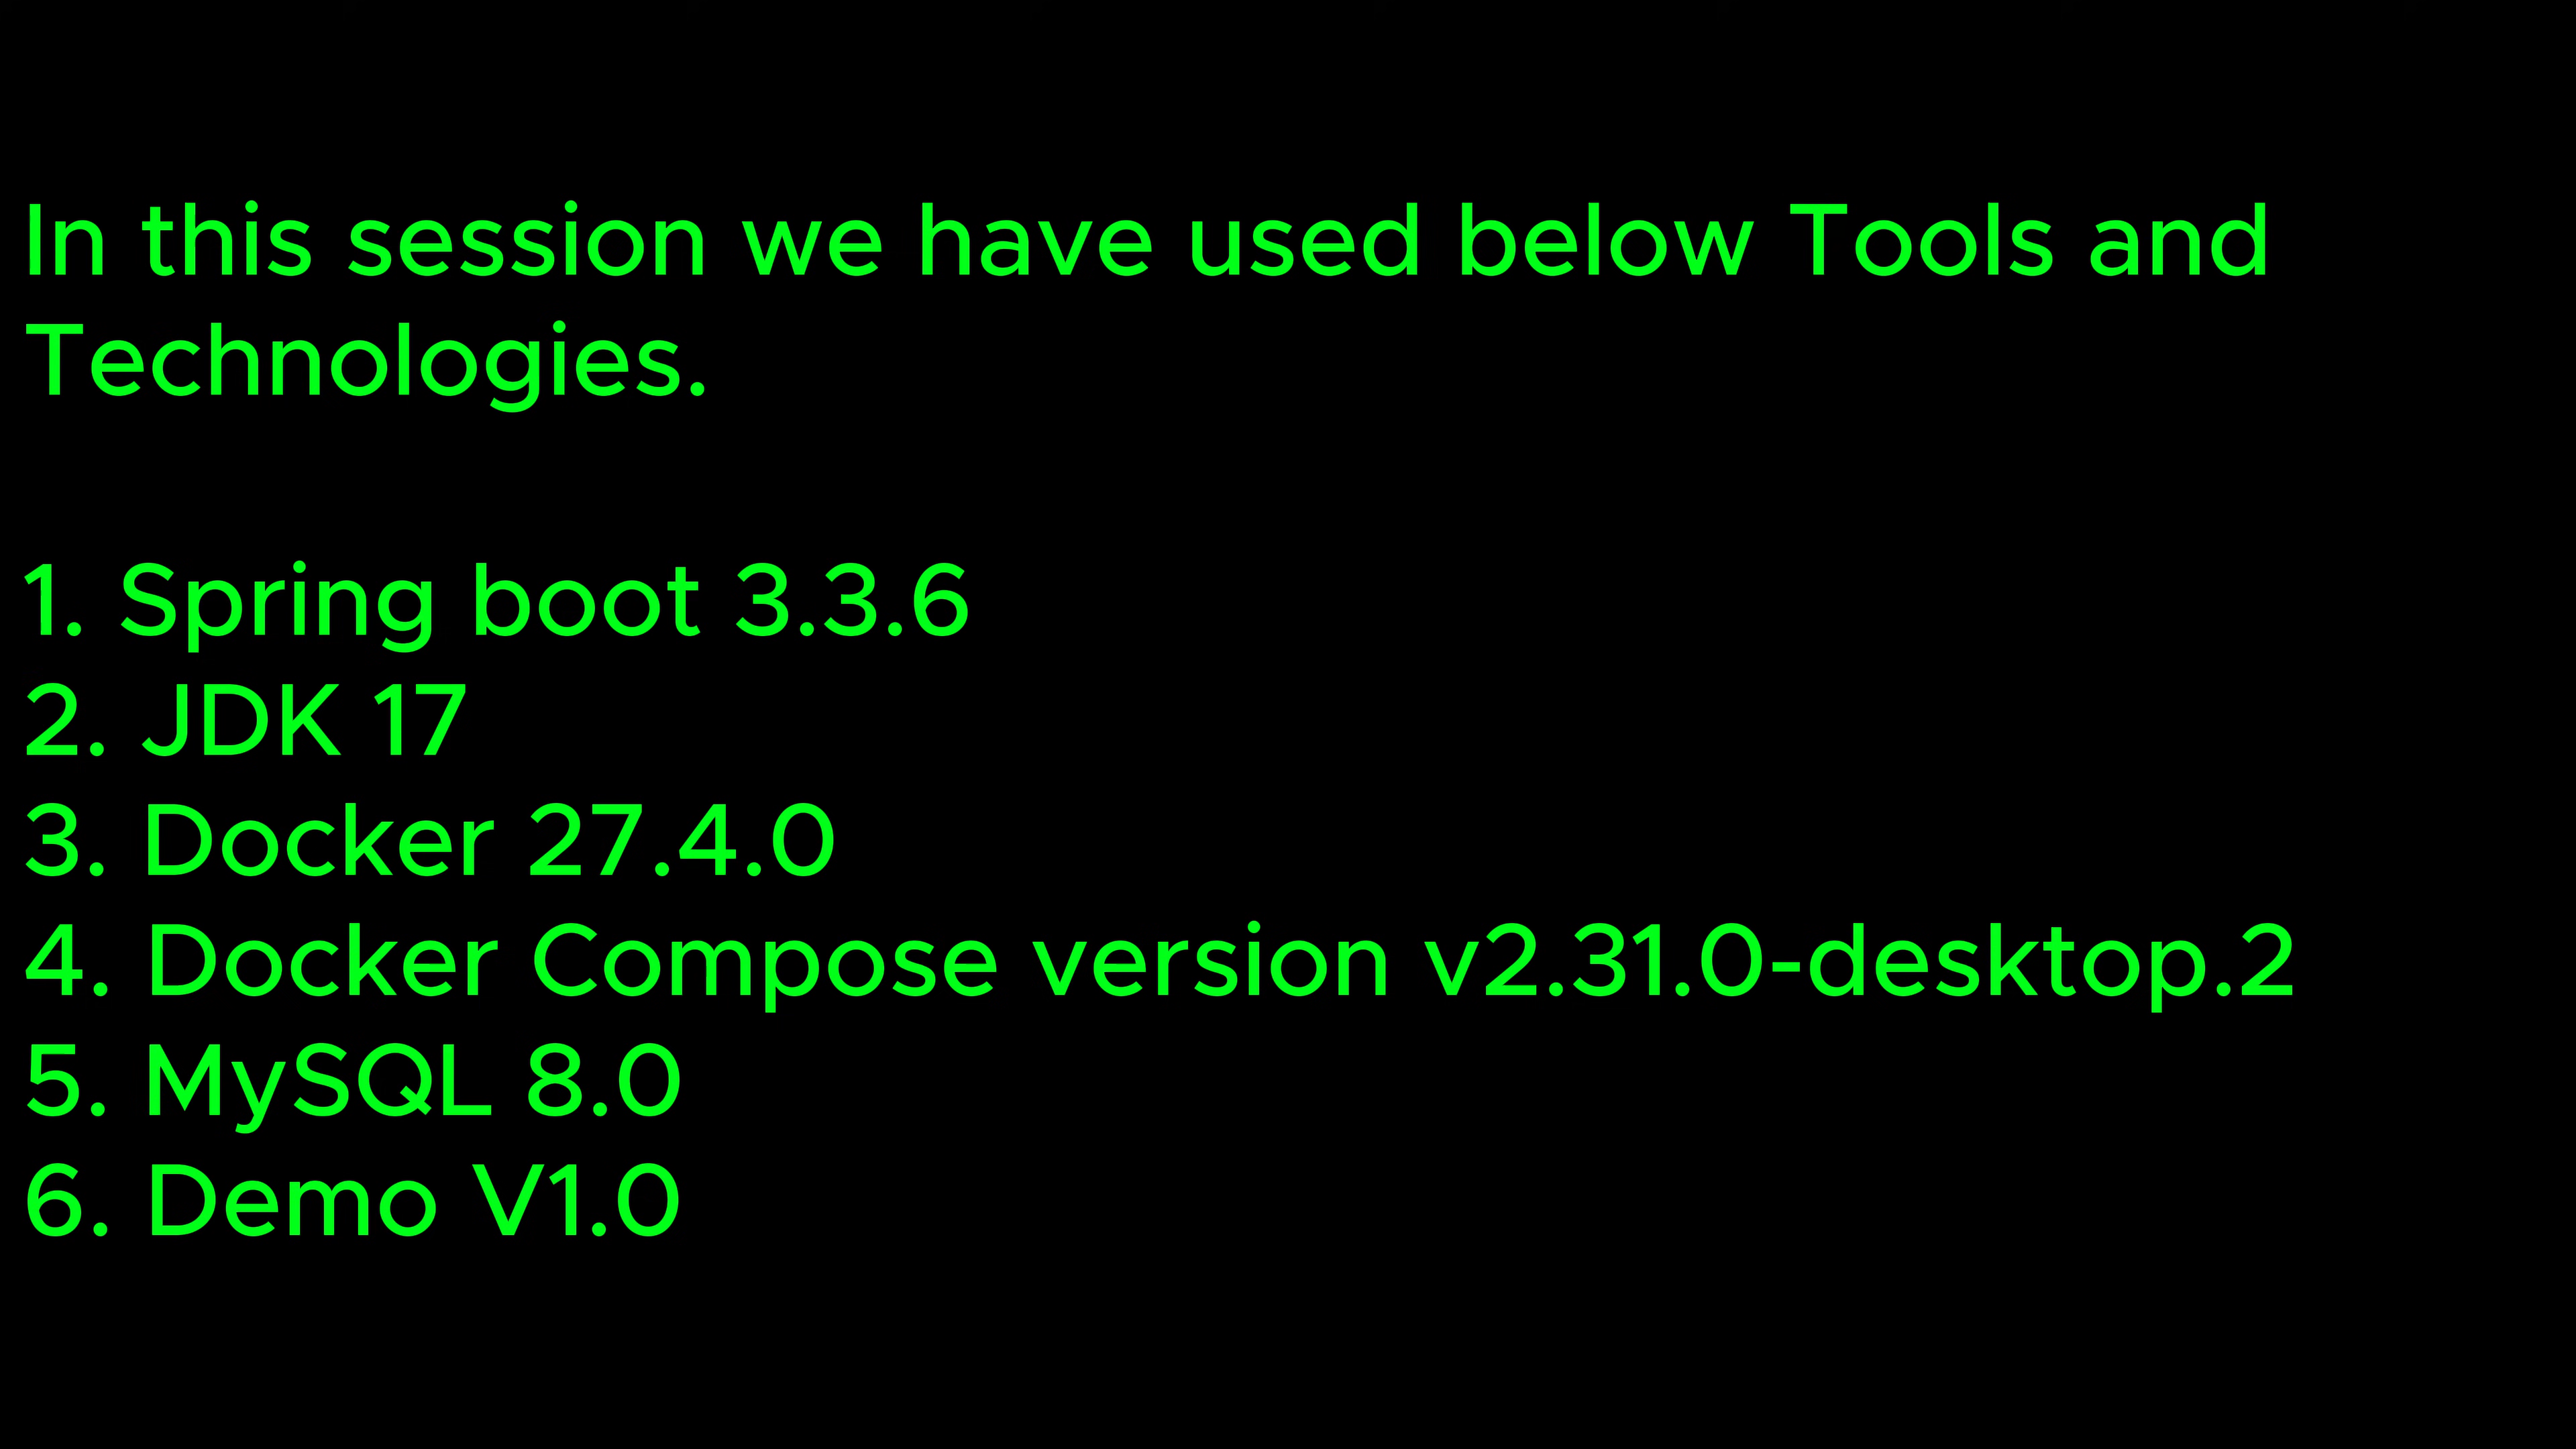 In this session we have used below Tools and
Technologies.
1. Spring boot 3.3.6
2. JDK 17
3. Docker 27.4.0
4. Docker Compose version v2.31.0-desktop.2
5. MySQL 8.0
6. Demo V1.0